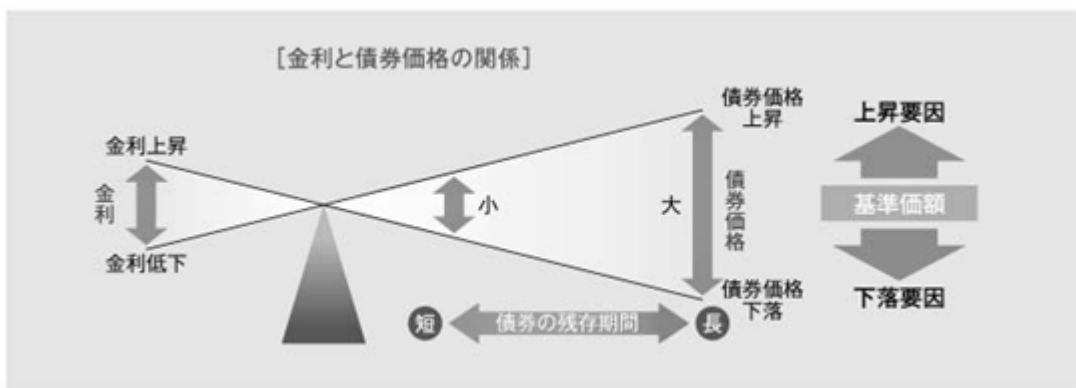 [金利と債券価格の関係]
金利上昇
金利
金利低下
小
大
債券価格
上昇
債券価格
債券価格
下落
短
債券の残存期間
長
上昇要因
基準価額
下落要因